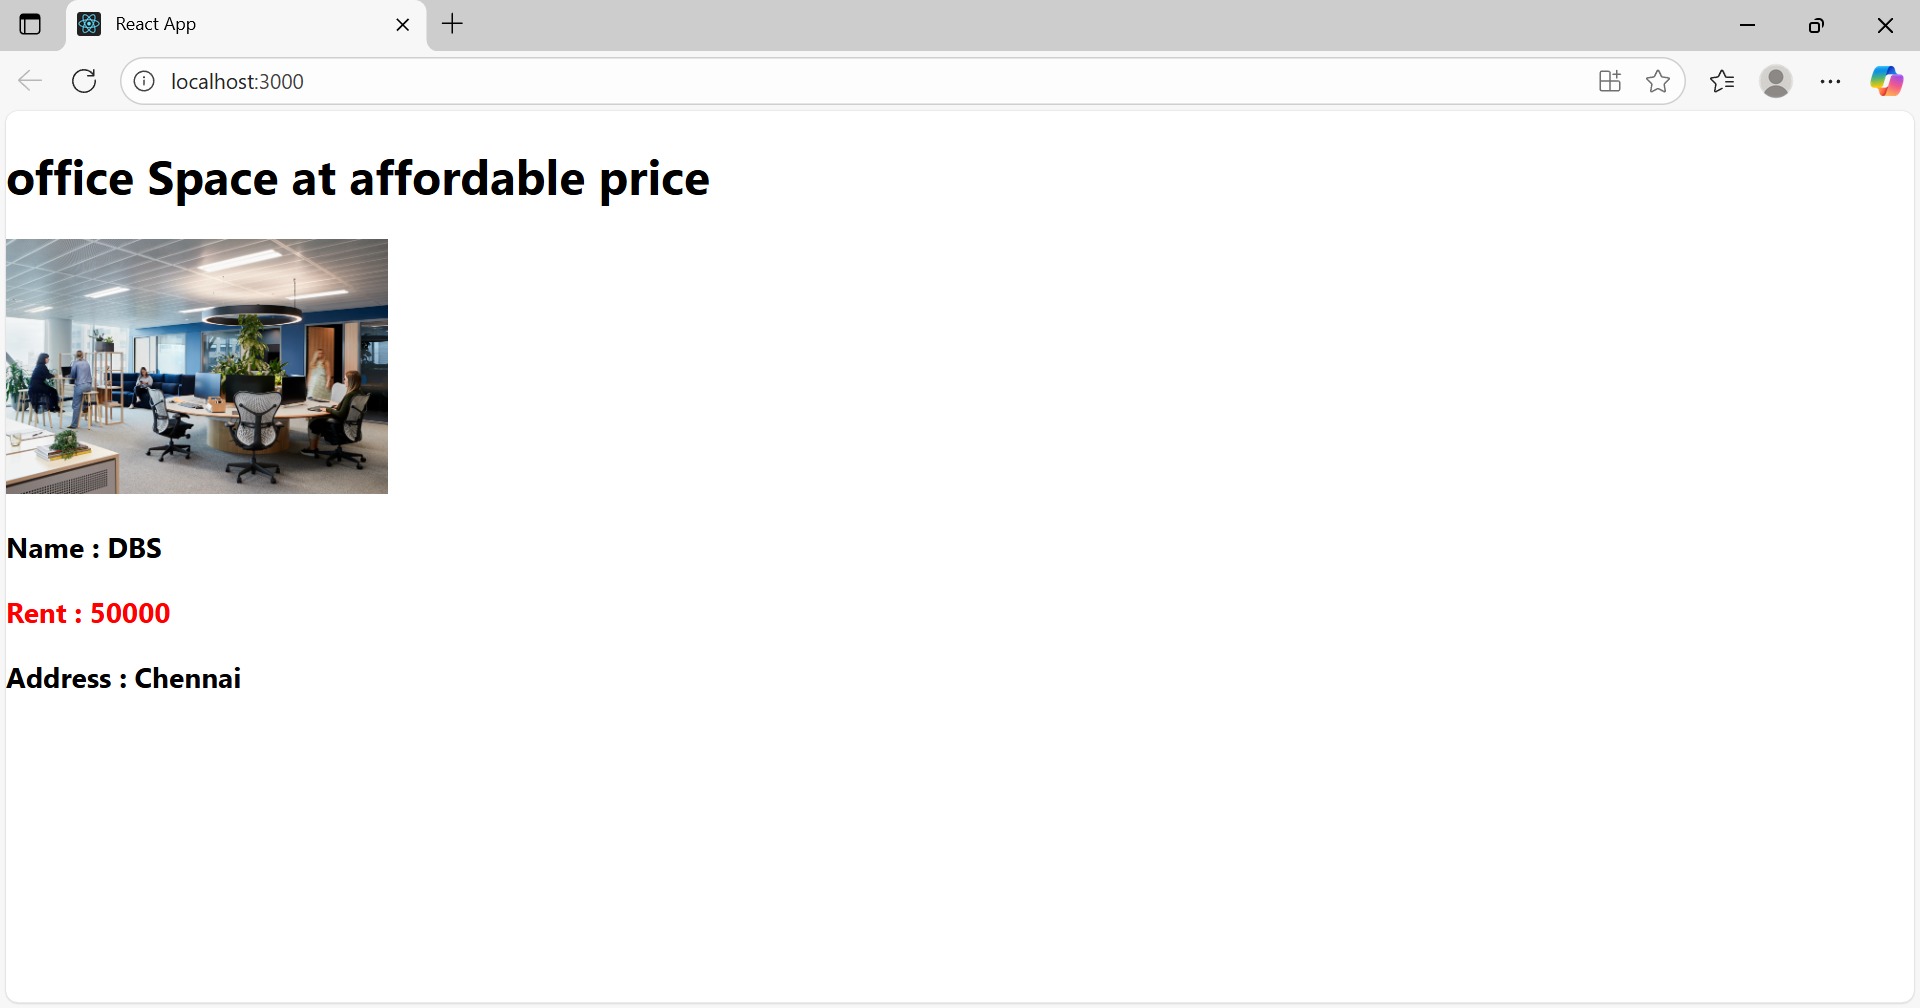 React App
localhost:3000
office Space at affordable price
Name : DBS
Rent : 50000
Address : Chennai